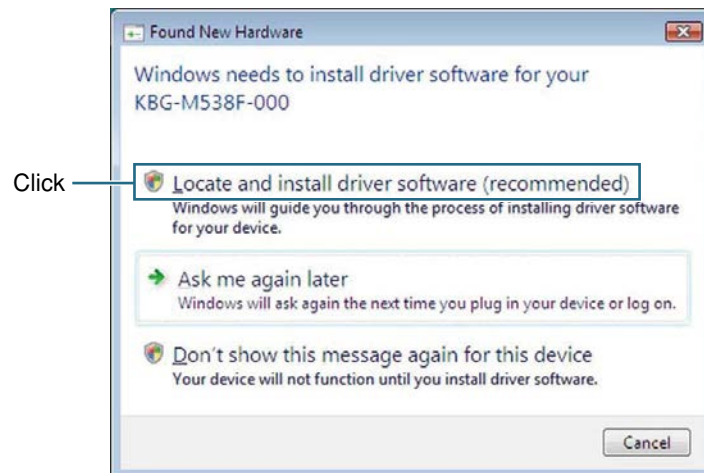 Found New Hardware
Windows needs to install driver software for your
KBG-M538F-000
Click
Locate and install driver software (recommended)
Windows will guide you through the process of installing driver software
for your device.
Ask me again later
Windows will ask again the next time you plug in your device or log on.
Don't show this message again for this device
Your device will not function until you install driver software.
Cancel